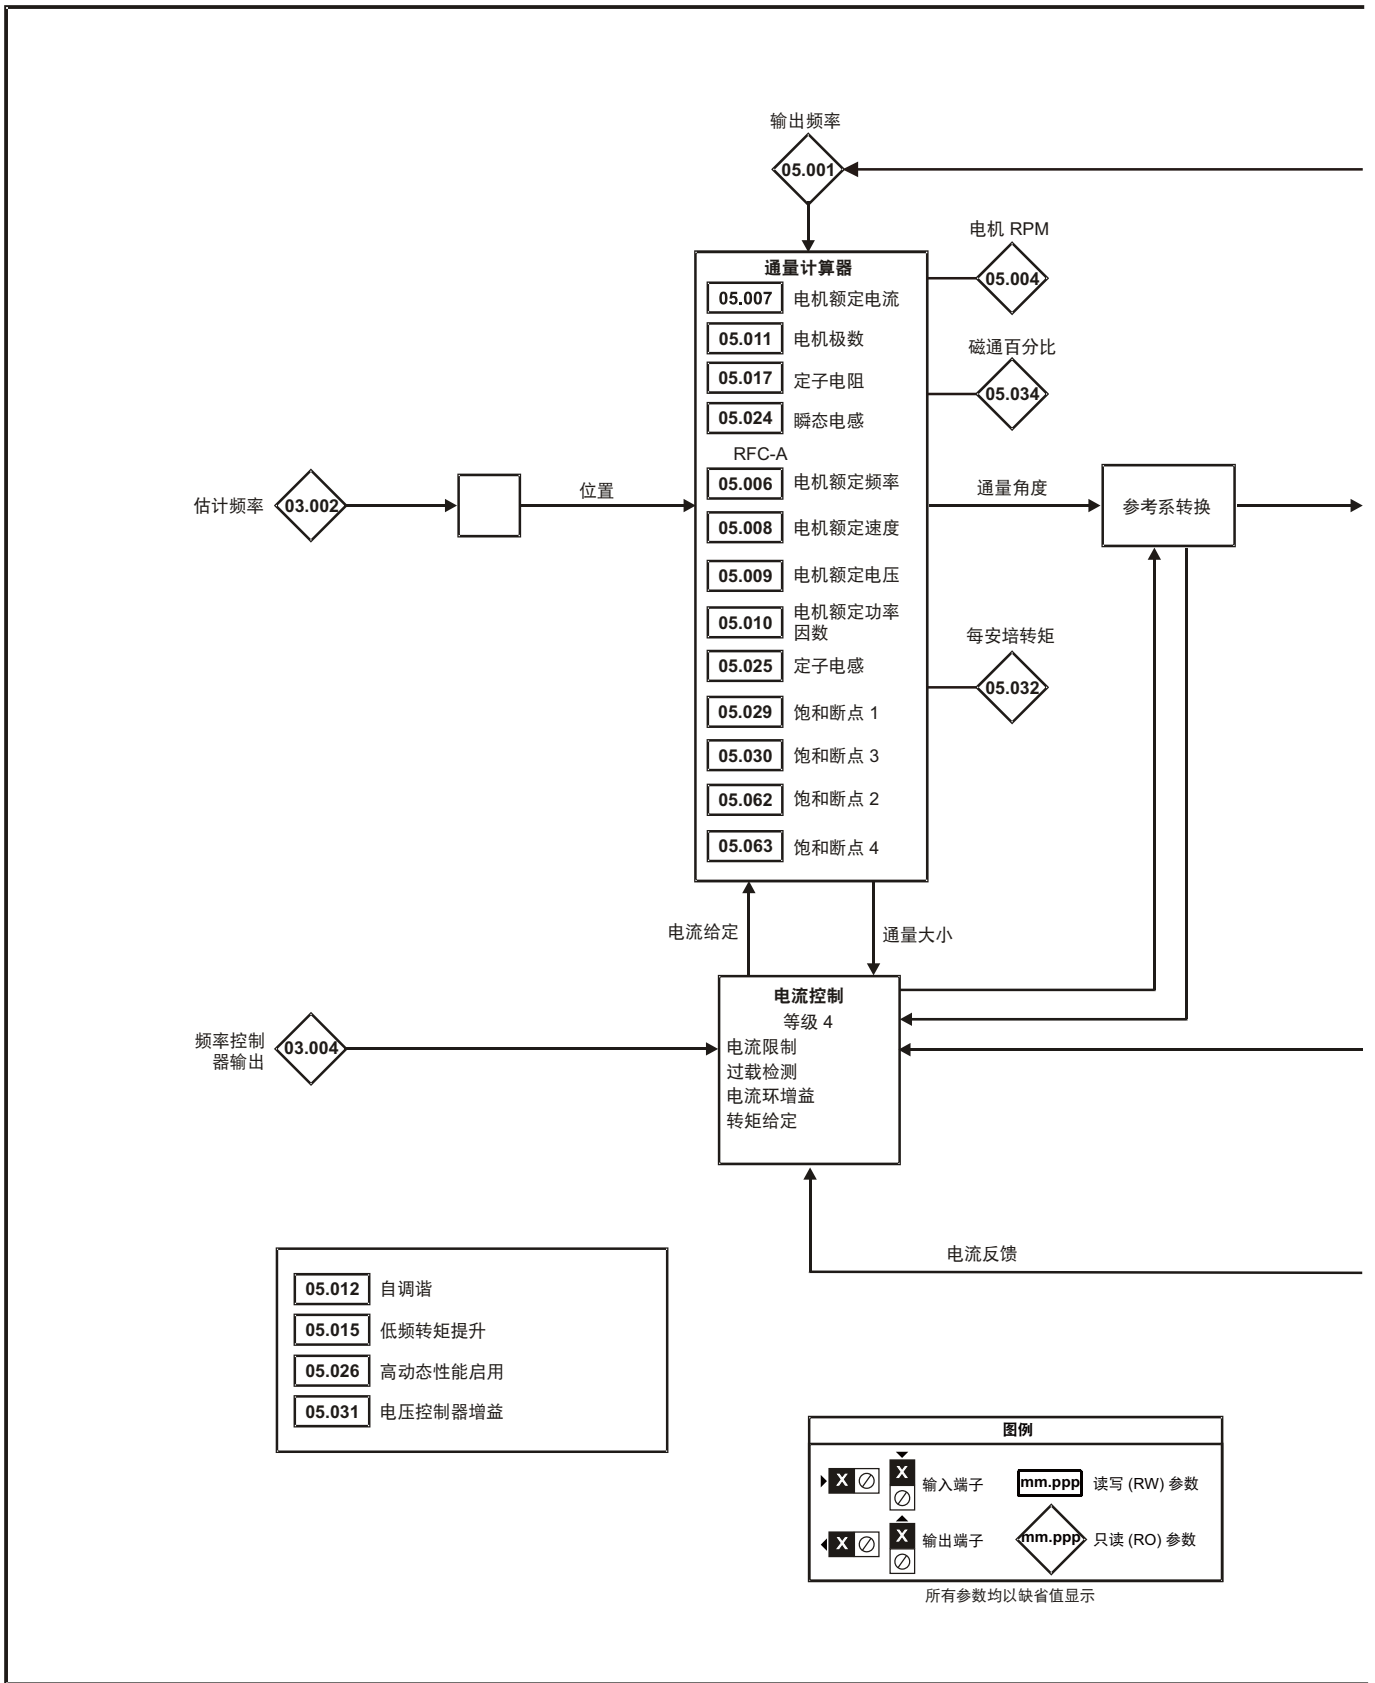 输出频率
05.001
电机 RPM
05.004
通量计算器
05.007 电机额定电流
05.011 电机极数
磁通百分比
05.034
05.017 定子电阻
05.024 瞬态电感
RFC-A
05.006 电机额定频率
估计频率 03.002
位置
通量角度
参考系转换
05.008 电机额定速度
05.009 电机额定电压
05.010 电机额定功率
因数
每安培转矩
05.032
05.025 定子电感
05.029 饱和断点 1
05.030 饱和断点 3
05.062 饱和断点 2
05.063 饱和断点 4
电流给定
通量大小
电流控制
等级 4
电流限制
过载检测
电流环增益
转矩给定
频率控制
器输出
03.004
电流反馈
05.012 自调谐
05.015 低频转矩提升
05.026 高动态性能启用
05.031 电压控制器增益
图例
X X 输入端子 mm.ppp 读写 (RW) 参数
X X 输出端子 mm.ppp 只读 (RO) 参数
所有参数均以缺省值显示